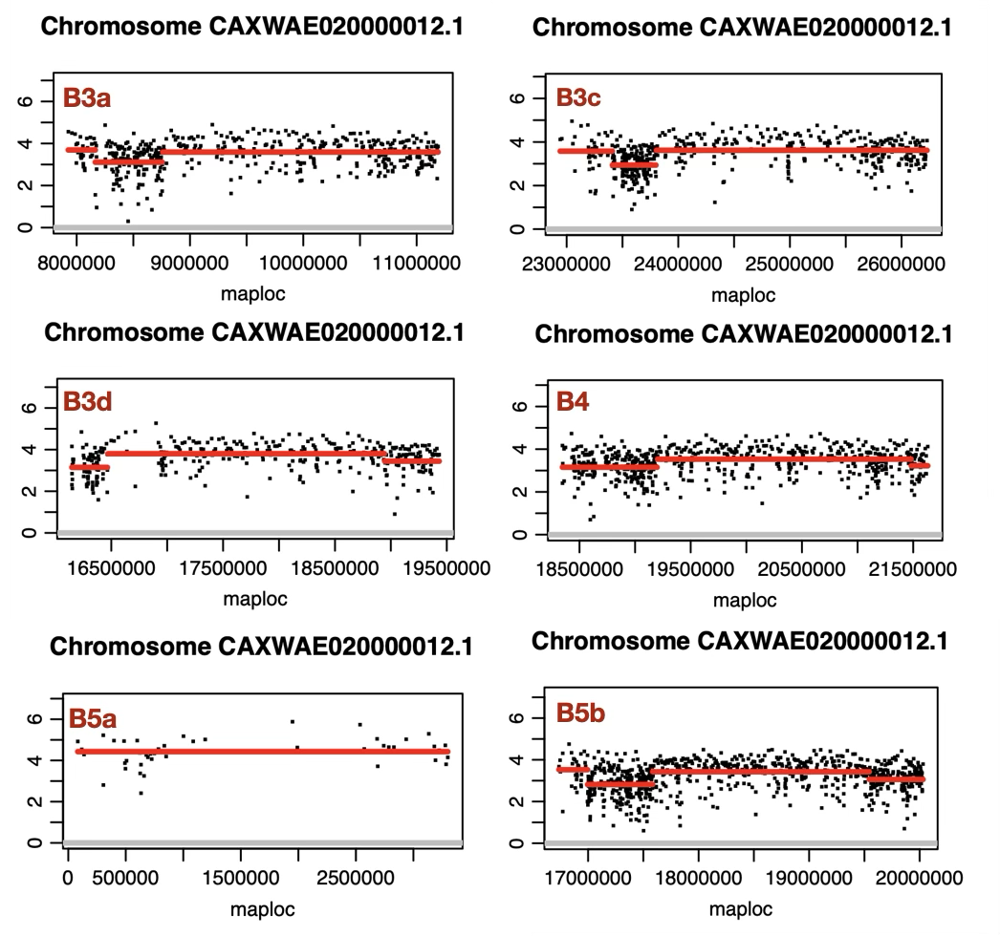 Chromosome CAXWAE020000012.1
B3a
6
4
2
0
8000000 9000000 10000000 11000000
maploc
Chromosome CAXWAE020000012.1
B3c
6
4
2
0
23000000 24000000 25000000 26000000
maploc
Chromosome CAXWAE020000012.1
B3d
6
4
2
0
16500000 17500000 18500000 19500000
maploc
Chromosome CAXWAE020000012.1
B4
6
4
2
0
18500000 19500000 20500000 21500000
maploc
Chromosome CAXWAE020000012.1
B5a
6
4
2
0
0 500000 1500000 2500000
maploc
Chromosome CAXWAE020000012.1
B5b
6
4
2
0
17000000 18000000 19000000 20000000
maploc